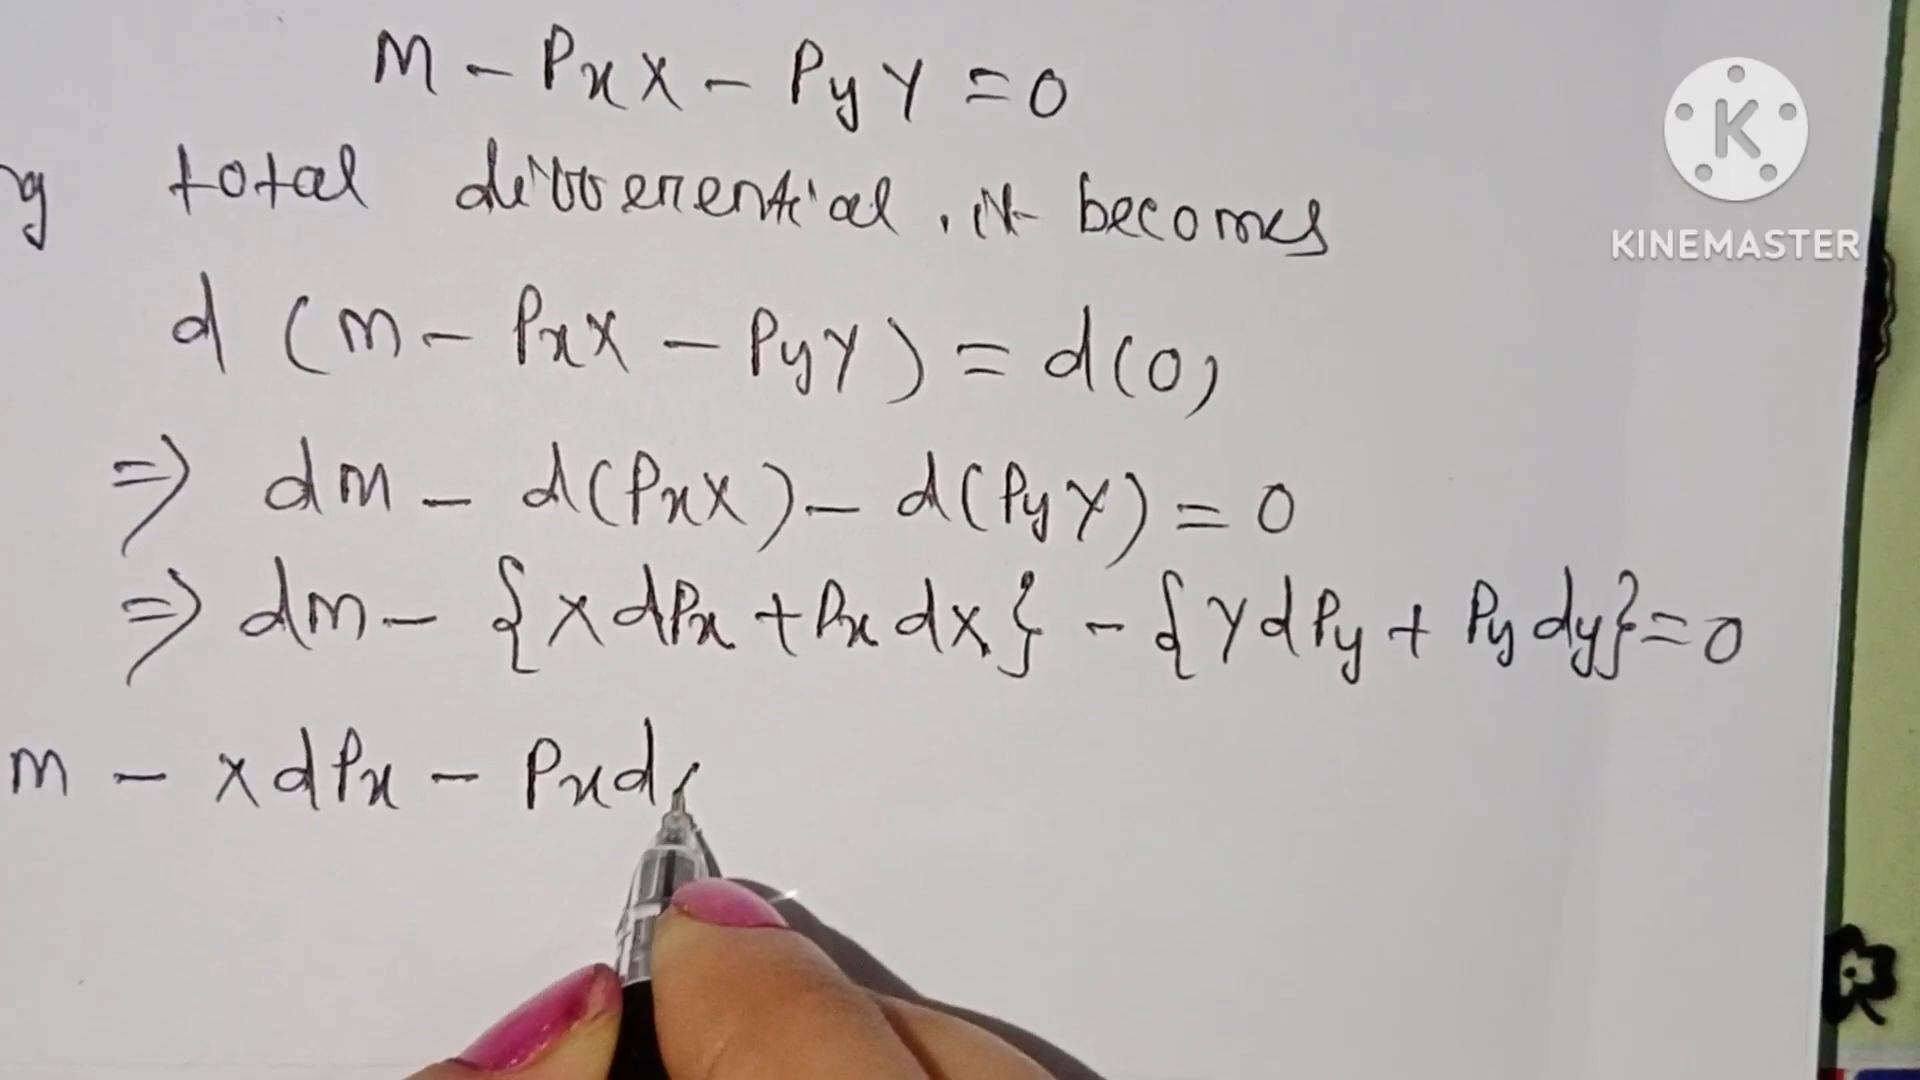 M - PxX - PyY = 0
total differential, it becomes
d (M - PxX - PyY) = d(0)
⇒ dM - d(PxX) - d(PyY) = 0
⇒ dM - {XdPx + Pxdx} - {YdPy + Pydy} = 0
M - XdPx - Pxd
K
KINEMASTER